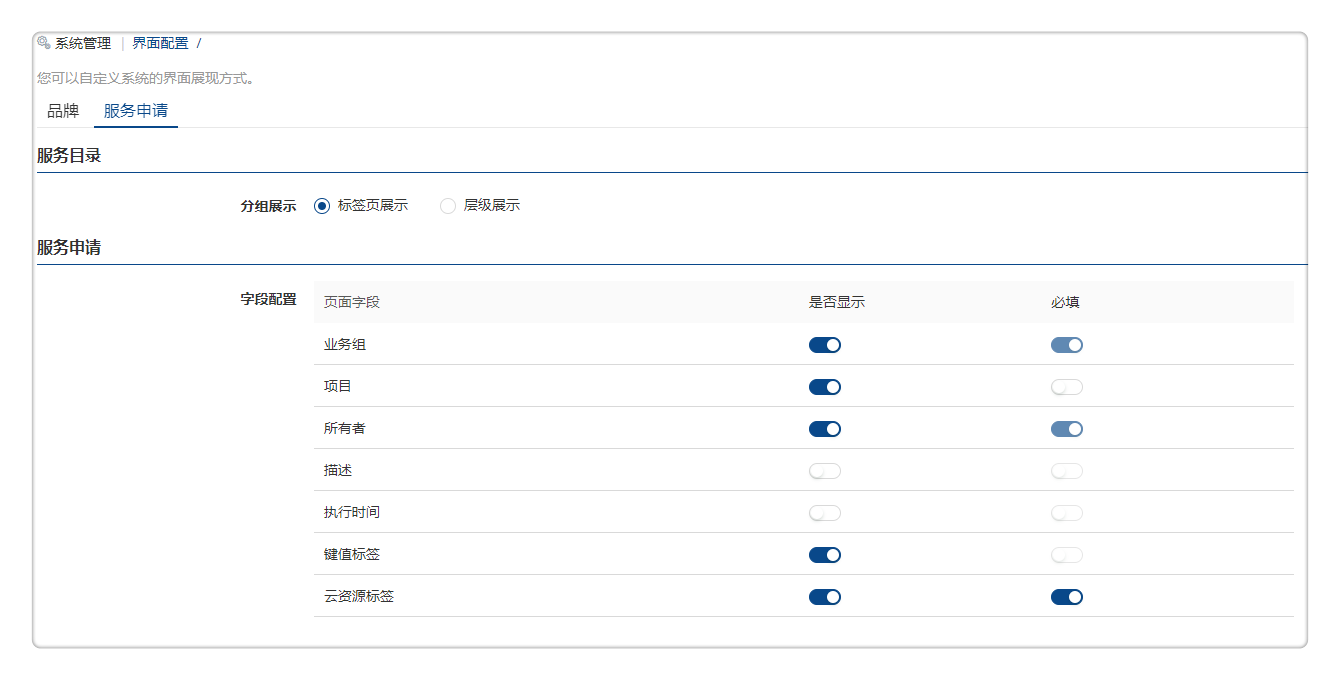 系统管理 | 界面配置 /
您可以自定义系统的界面展现方式。
品牌 服务申请
服务目录
分组展示 标签页展示 层级展示
服务申请
字段配置 页面字段 是否显示 必填
业务组
项目
所有者
描述
执行时间
键值标签
云资源标签